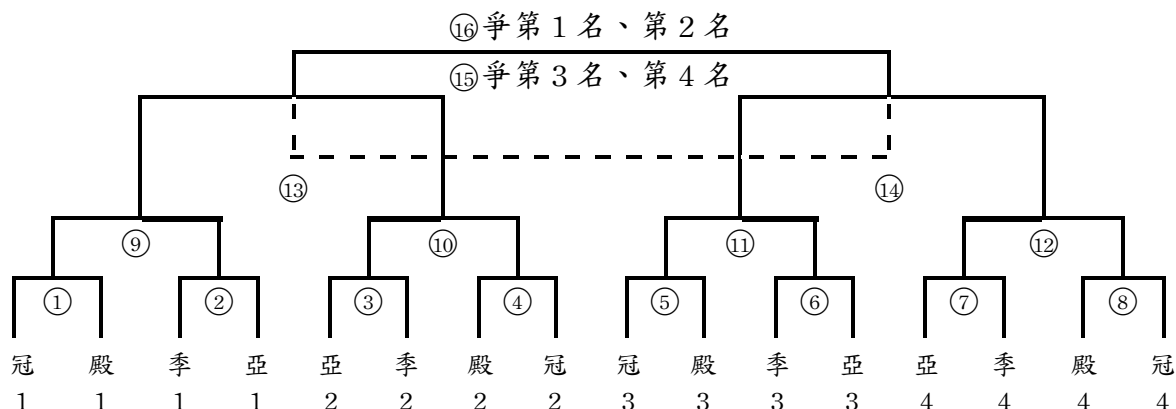 ⑯爭第1名、第2名
⑮爭第3名、第4名
⑬ ⑭
⑨ ⑩ ⑪ ⑫
① ② ③ ④ ⑤ ⑥ ⑦ ⑧
冠 殿 季 亞 亞 季 殿 冠 冠 殿 季 亞 亞 季 殿 冠
1 1 1 1 2 2 2 2 3 3 3 3 4 4 4 4